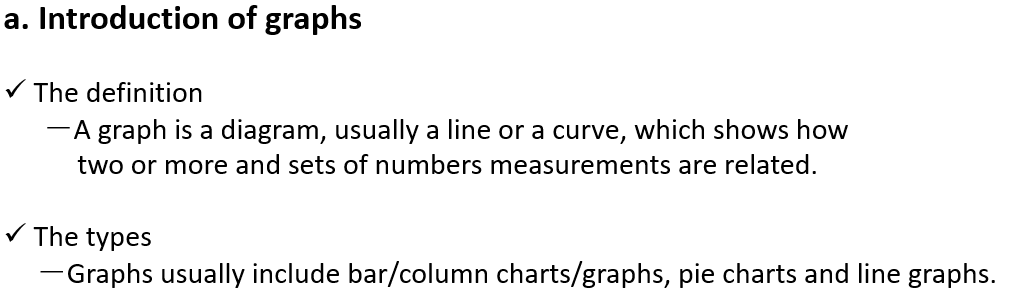 a. Introduction of graphs
✓ The definition
—A graph is a diagram, usually a line or a curve, which shows how
two or more and sets of numbers measurements are related.
✓ The types
—Graphs usually include bar/column charts/graphs, pie charts and line graphs.